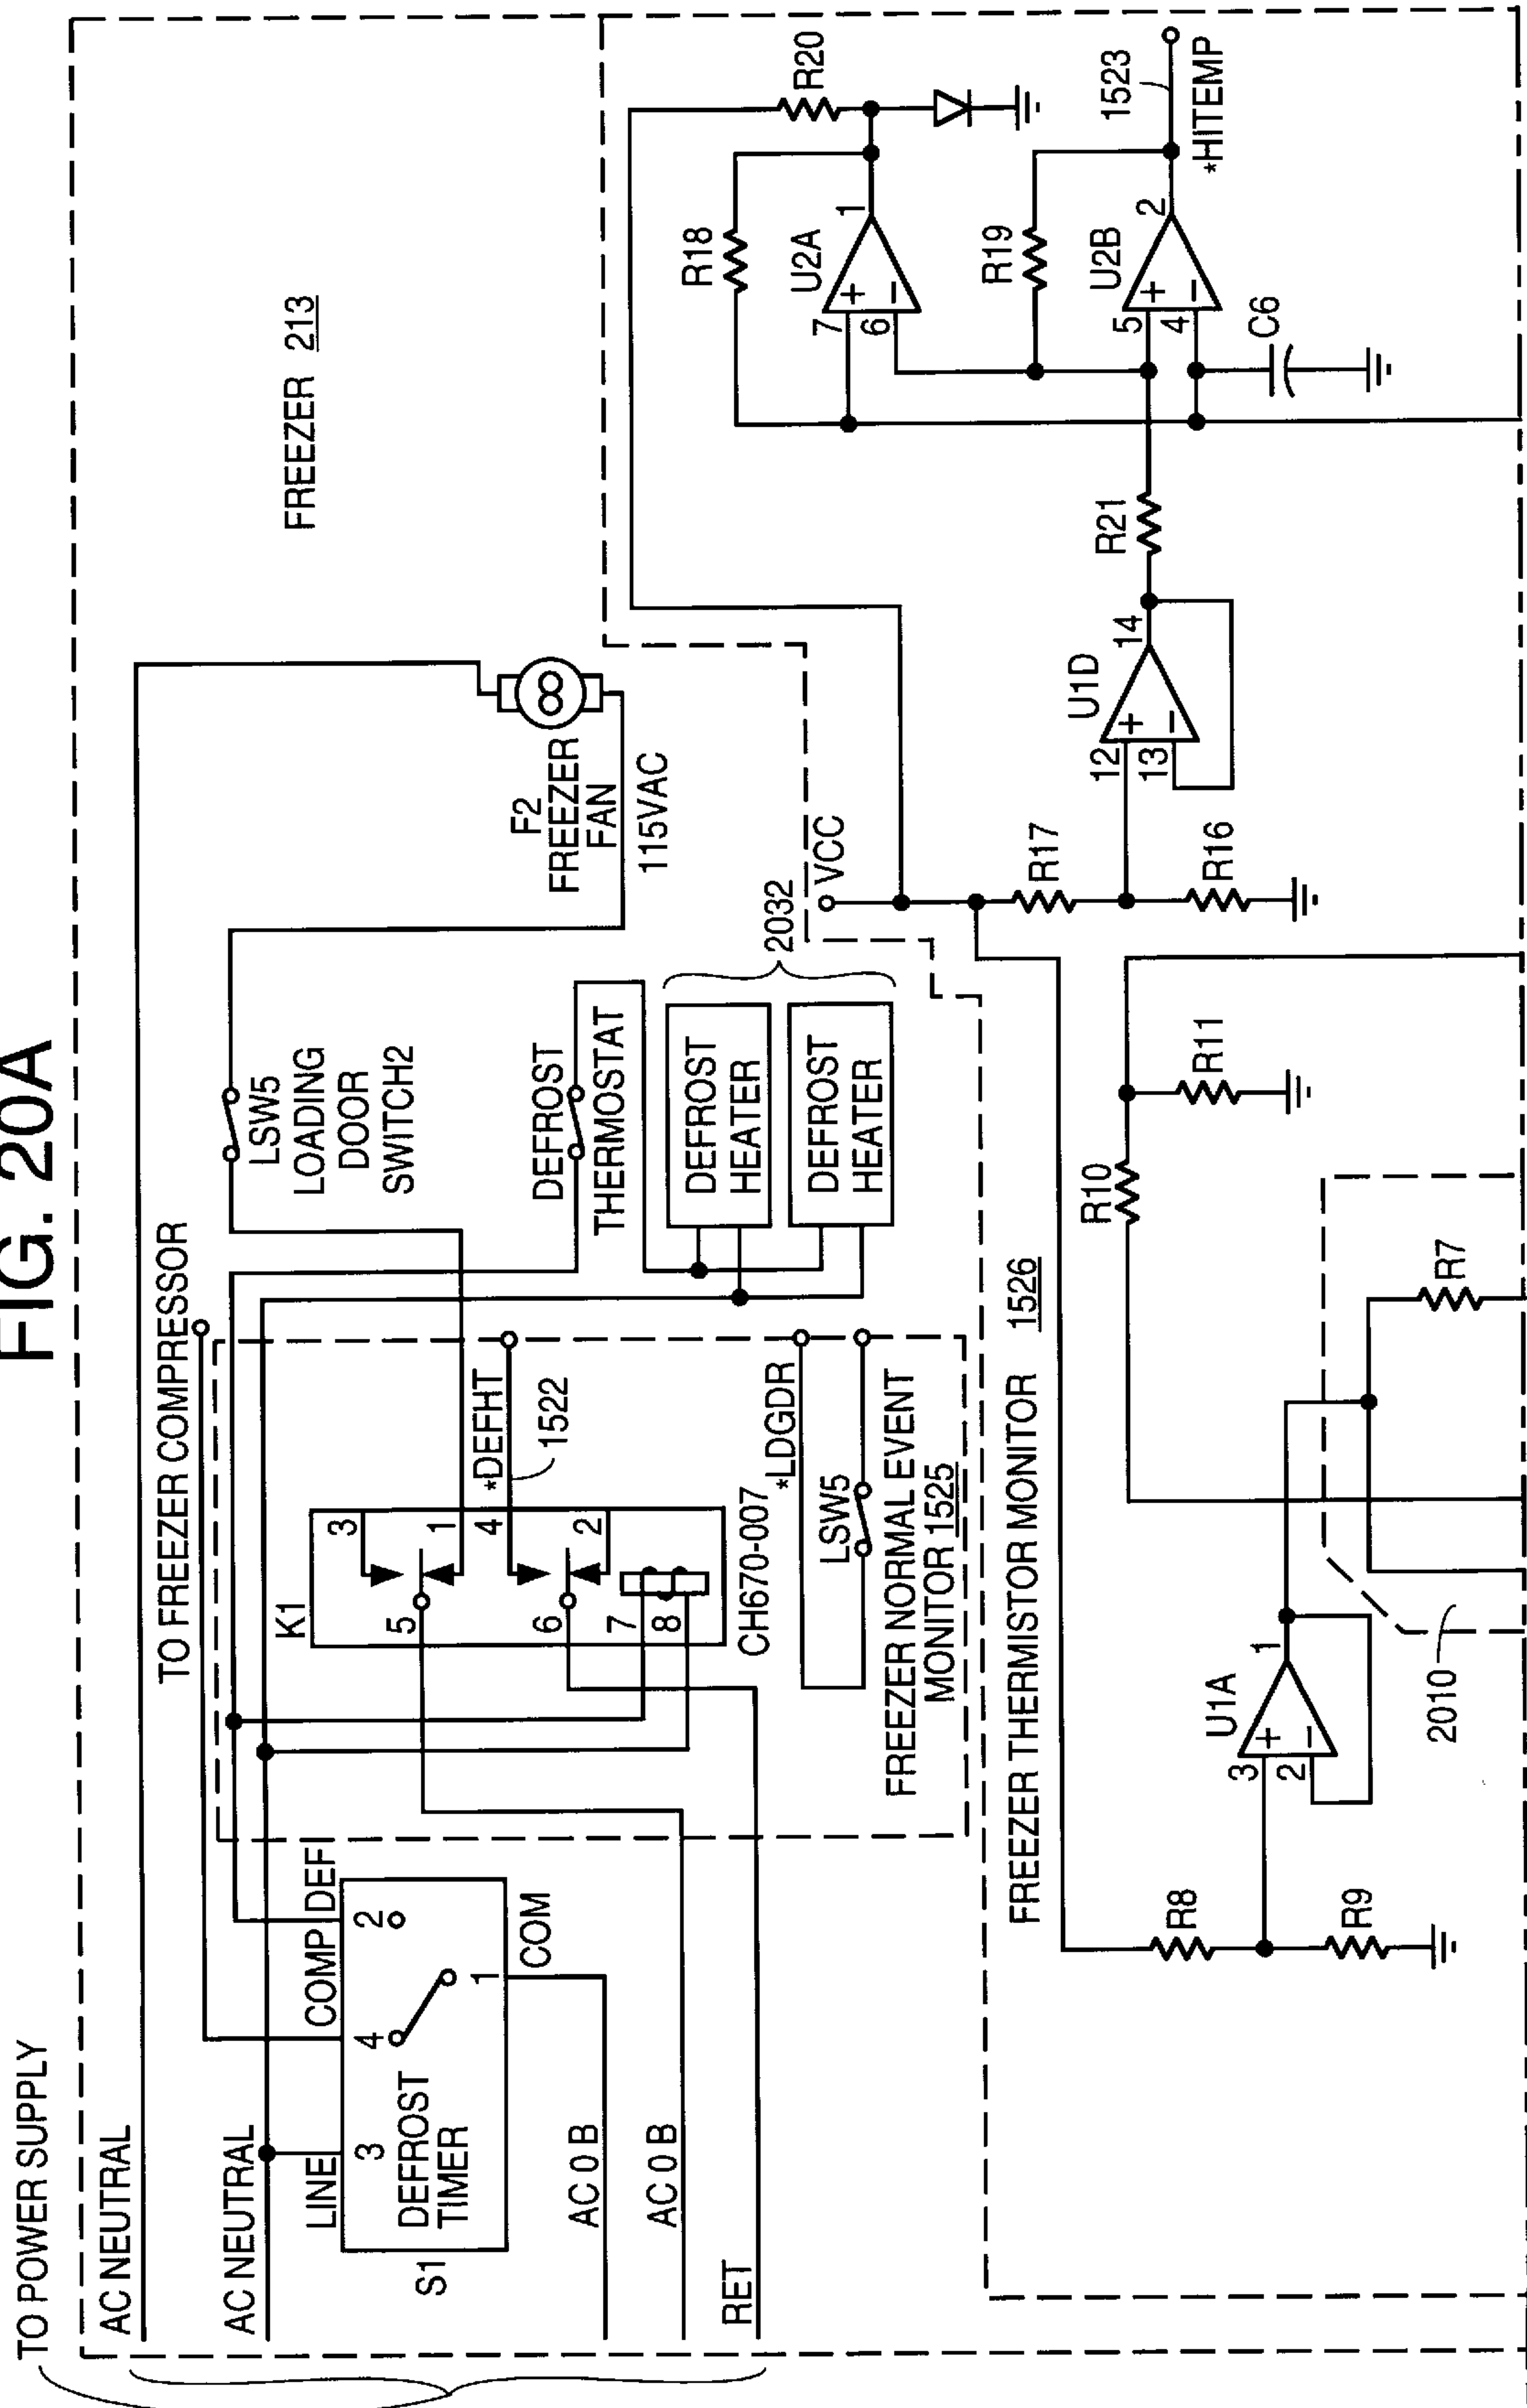 FIG. 20A
TO POWER SUPPLY
AC NEUTRAL
AC NEUTRAL
LINE
3
DEFROST
TIMER
S1
4
COMP
DEF
2
1
COM
AC 0 B
AC 0 B
RET
TO FREEZER COMPRESSOR
K1
3
1
5
4
2
6
7
8
CH670-007
*DEFHT
1522
*LDGDR
LSW5
FREEZER NORMAL EVENT
MONITOR 1525
LSW5
LOADING
DOOR
SWITCH2
DEFROST
THERMOSTAT
DEFROST
HEATER
DEFROST
HEATER
2032
F2
FREEZER
FAN
115VAC
FREEZER 213
FREEZER THERMISTOR MONITOR 1526
VCC
R8
R9
U1A
3
2
1
2010
R7
R10
R11
R17
R16
U1D
12
13
14
R21
R18
U2A
7
6
1
R20
R19
U2B
5
4
2
C6
1523
*HITEMP